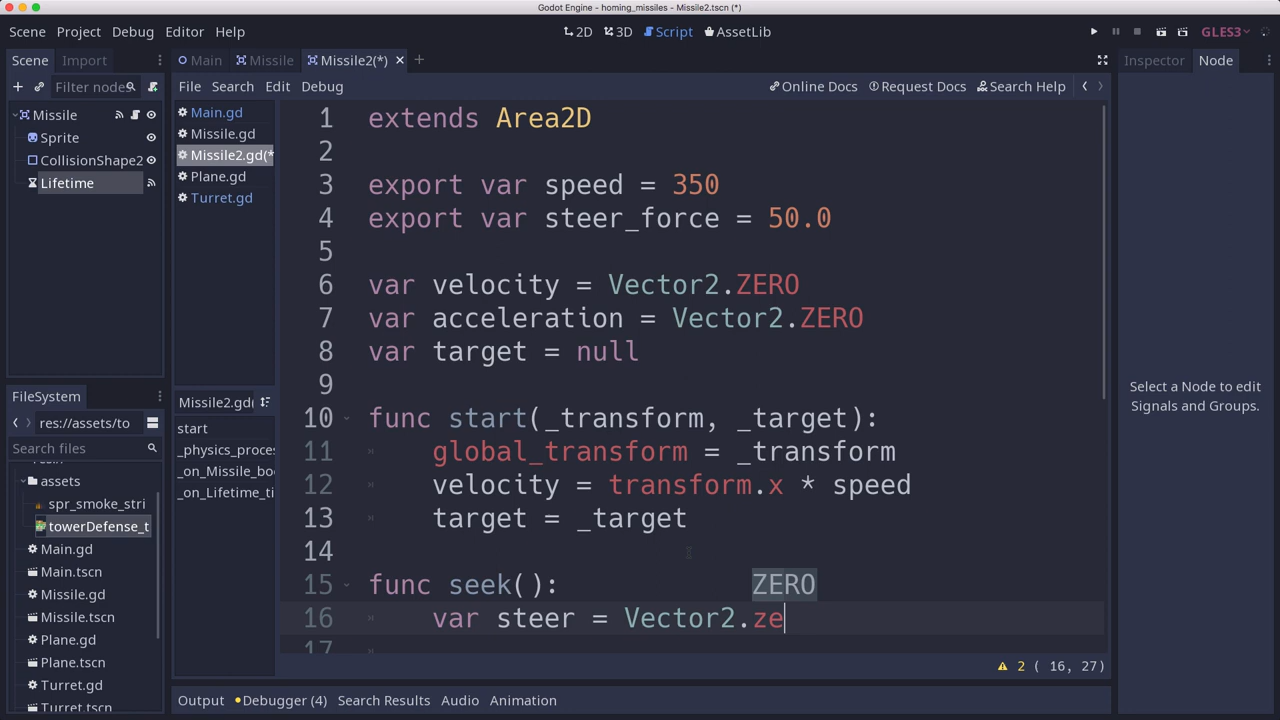 Godot Engine - homing_missiles - Missile2.tscn (*)
Scene Project Debug Editor Help
2D 3D Script AssetLib
GLES3
Scene Import
Filter nodes
Missile
Sprite
CollisionShape2
Lifetime
FileSystem
res://assets/to
Search files
assets
spr_smoke_stri
towerDefense_t
Main.gd
Main.tscn
Missile.gd
Missile.tscn
Plane.gd
Plane.tscn
Turret.gd
Turret.tscn
Main Missile Missile2(*)
File Search Edit Debug
Online Docs Request Docs Search Help
Main.gd
Missile.gd
Missile2.gd(*
Plane.gd
Turret.gd
Missile2.gd(
start
_physics_proce
_on_Missile_bo
_on_Lifetime_ti
1 extends Area2D
2
3 export var speed = 350
4 export var steer_force = 50.0
5
6 var velocity = Vector2.ZERO
7 var acceleration = Vector2.ZERO
8 var target = null
9
10 func start(_transform, _target):
11 global_transform = _transform
12 velocity = transform.x * speed
13 target = _target
14
15 func seek():
ZERO
16 var steer = Vector2.ze
17
2 ( 16, 27)
Output Debugger (4) Search Results Audio Animation
Inspector Node
Select a Node to edit
Signals and Groups.